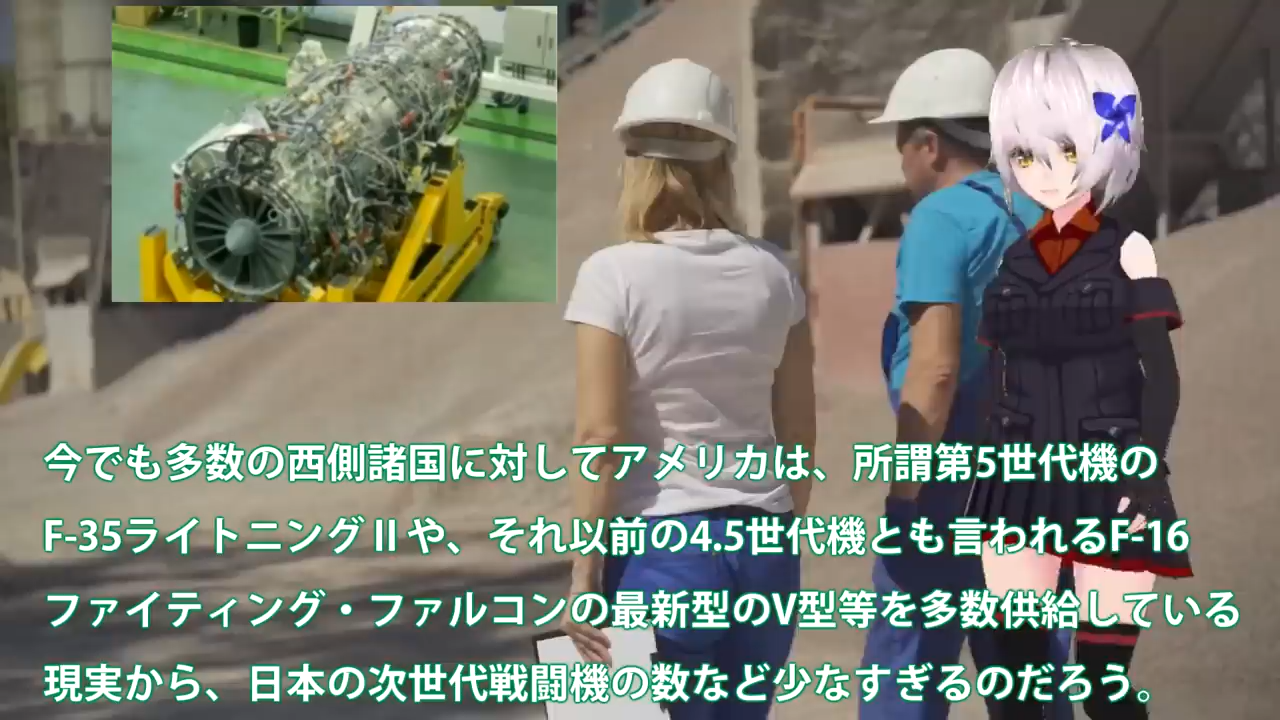 今でも多数の西側諸国に対してアメリカは、所謂第5世代機の
F-35ライトニングⅡや、それ以前の4.5世代機とも言われるF-16
ファイティング・ファルコンの最新型のV型等を多数供給している
現実から、日本の次世代戦闘機の数など少なすぎるのだろう。